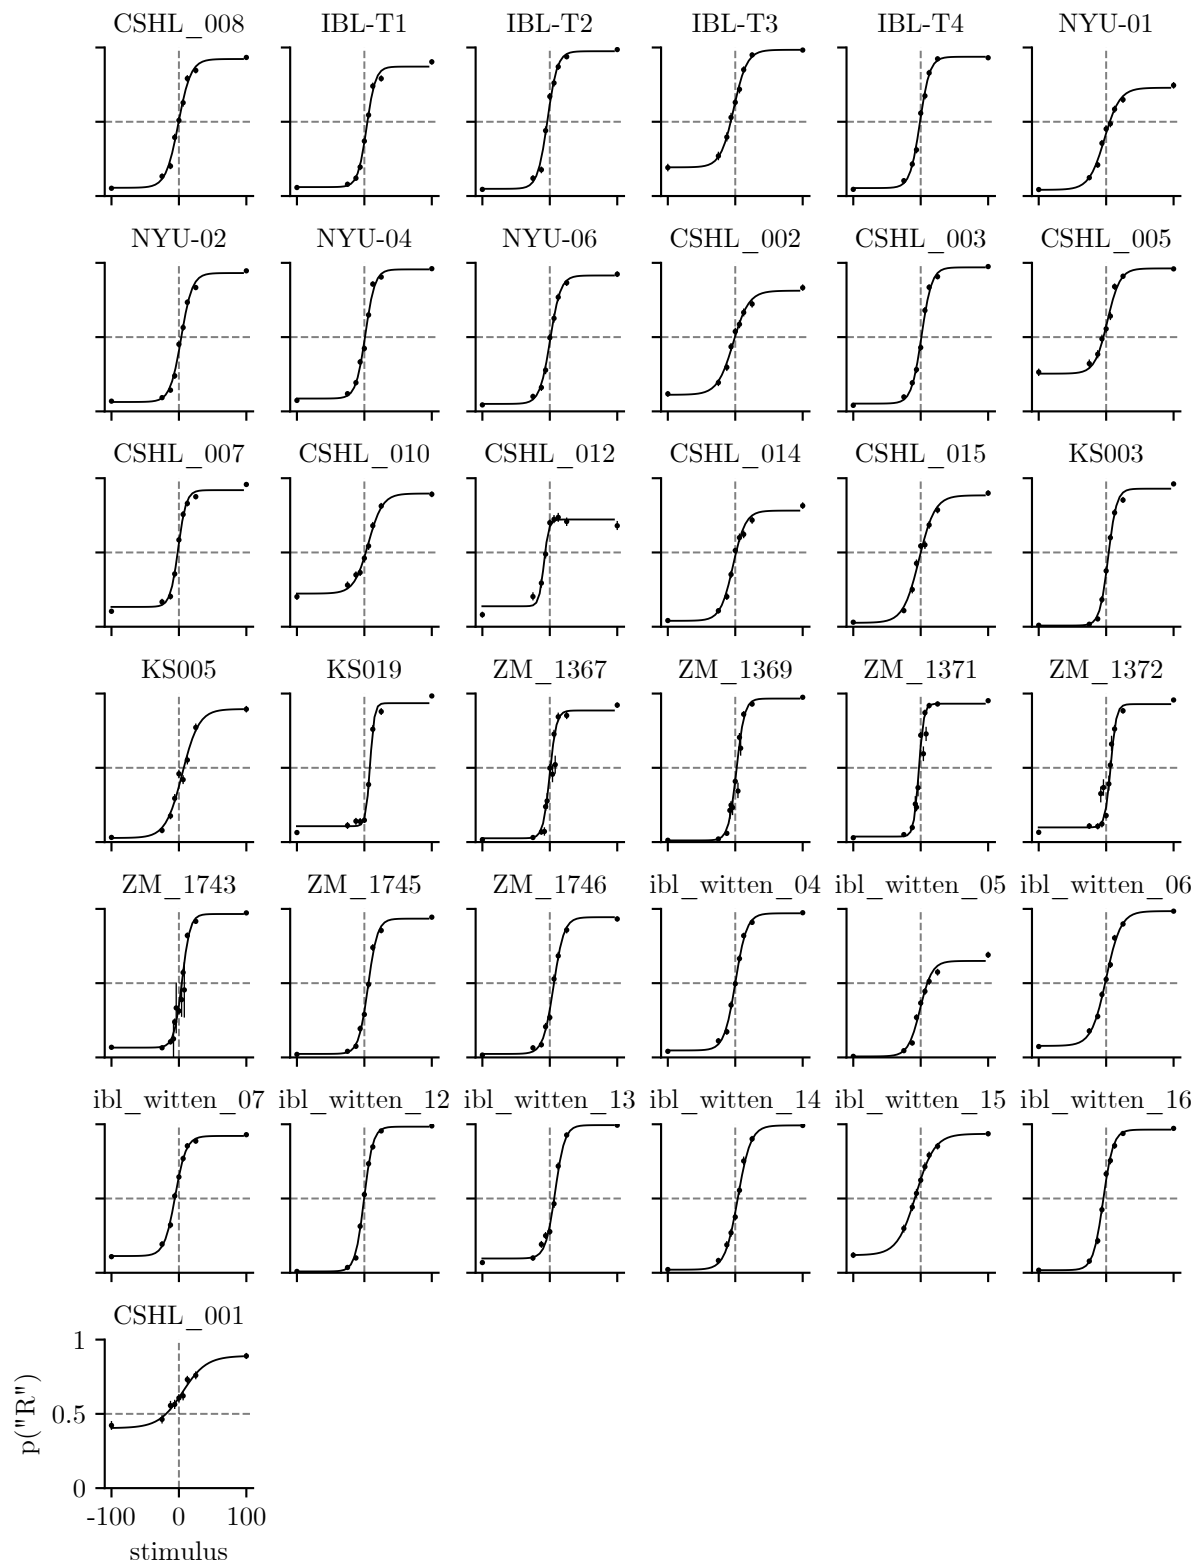 CSHL_008 IBL-T1 IBL-T2 IBL-T3 IBL-T4 NYU-01
NYU-02 NYU-04 NYU-06 CSHL_002 CSHL_003 CSHL_005
CSHL_007 CSHL_010 CSHL_012 CSHL_014 CSHL_015 KS003
KS005 KS019 ZM_1367 ZM_1369 ZM_1371 ZM_1372
ZM_1743 ZM_1745 ZM_1746 ibl_witten_04 ibl_witten_05 ibl_witten_06
ibl_witten_07 ibl_witten_12 ibl_witten_13 ibl_witten_14 ibl_witten_15 ibl_witten_16
CSHL_001
1
0.5
0
p("R")
-100 0 100
stimulus